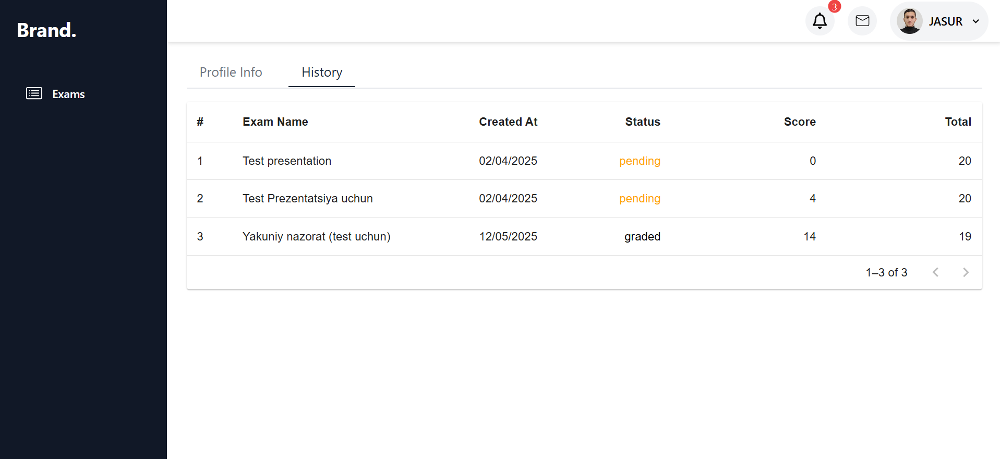 Brand.
3
JASUR
Exams
Profile Info History
# Exam Name Created At Status Score Total
1 Test presentation 02/04/2025 pending 0 20
2 Test Prezentatsiya uchun 02/04/2025 pending 4 20
3 Yakuniy nazorat (test uchun) 12/05/2025 graded 14 19
1–3 of 3